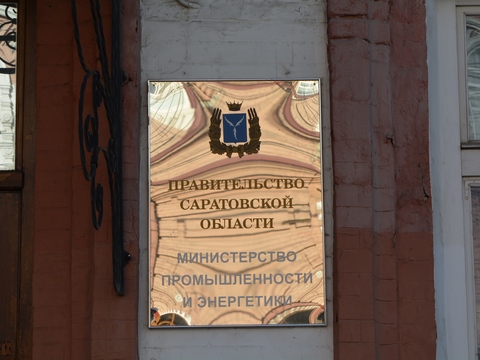 ПРАВИТЕЛЬСТВО
САРАТОВСКОЙ
ОБЛАСТИ
МИНИСТЕРСТВО
ПРОМЫШЛЕННОСТИ
И ЭНЕРГЕТИКИ